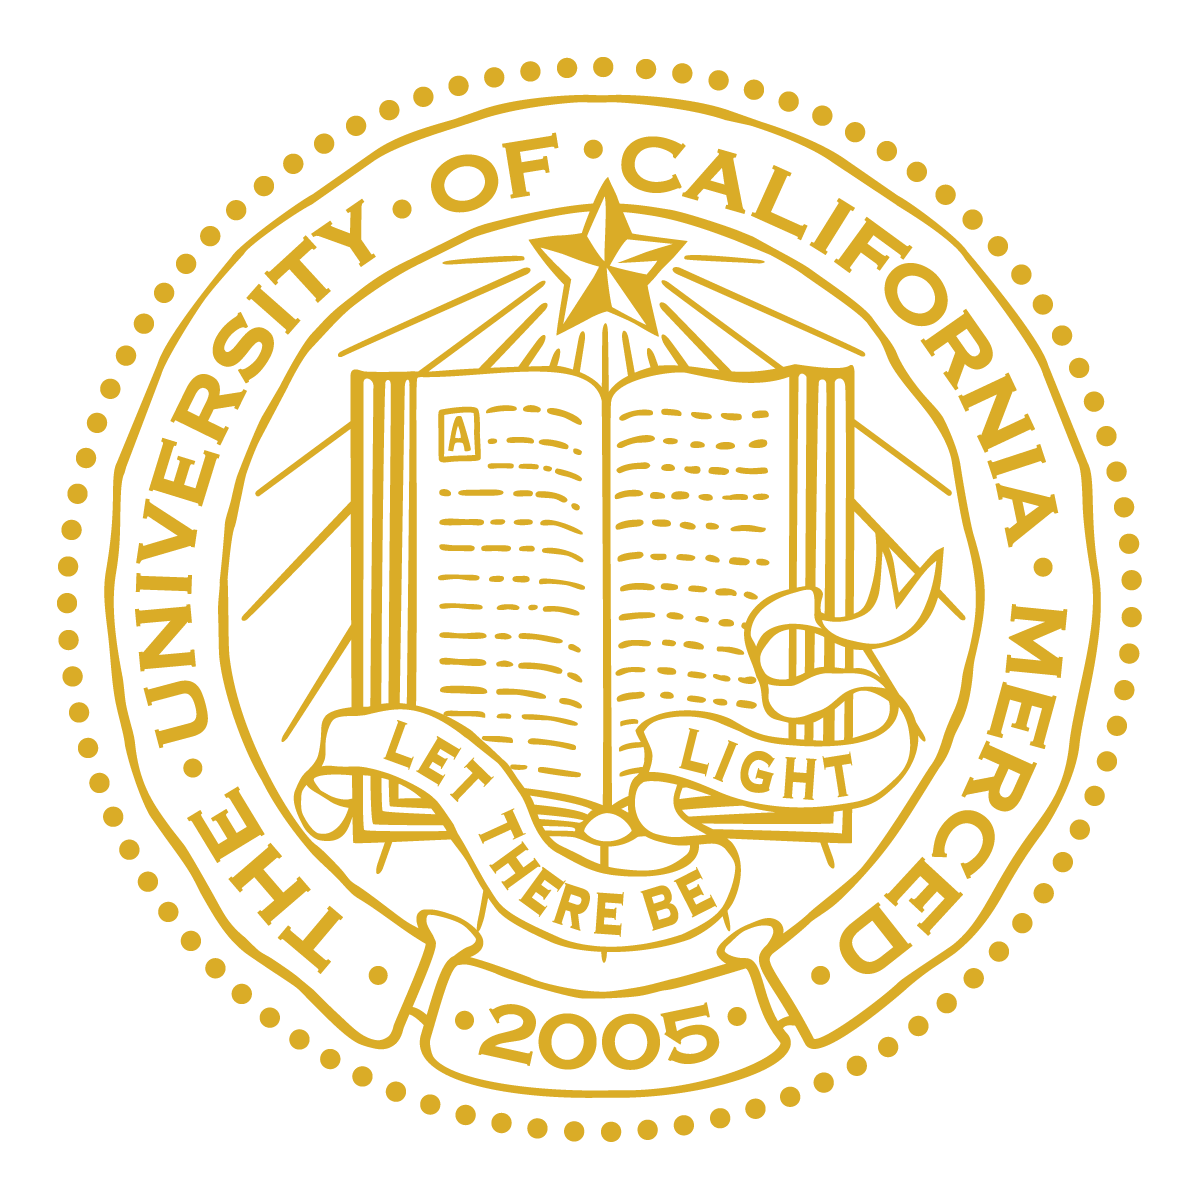 THE · UNIVERSITY · OF · CALIFORNIA · MERCED
A
LET THERE BE
LIGHT
· 2005 ·